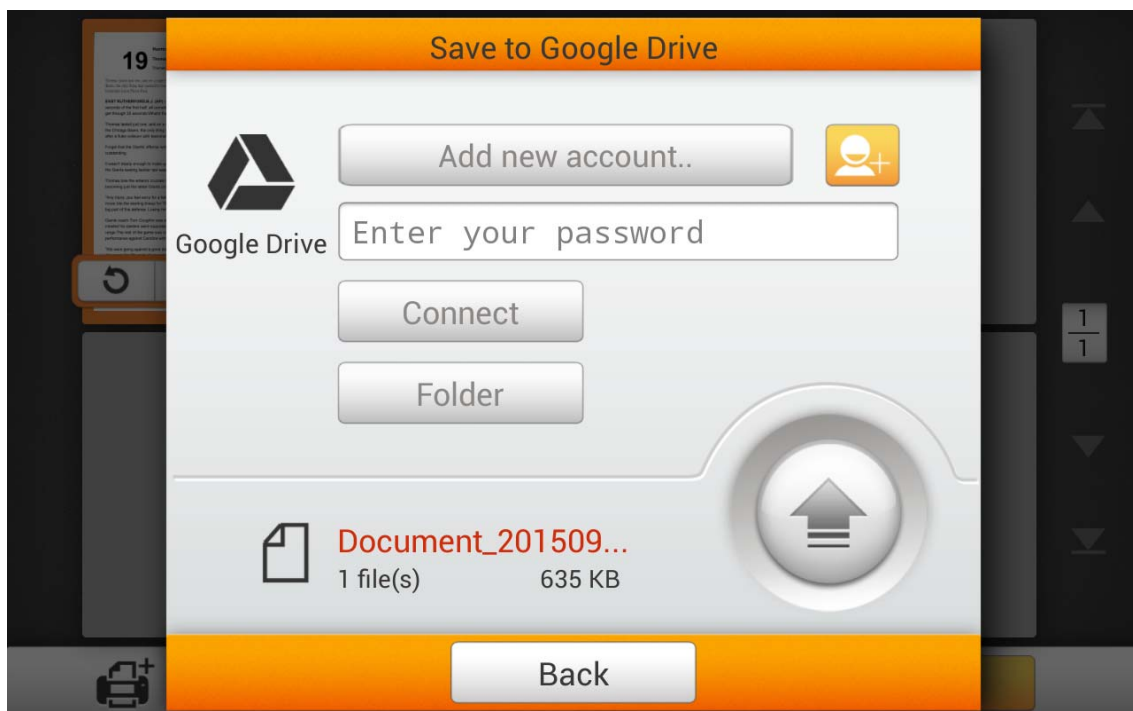 Save to Google Drive
19
Add new account..
Google Drive
Enter your password
Connect
1
1
Folder
Document_201509...
1 file(s) 635 KB
Back